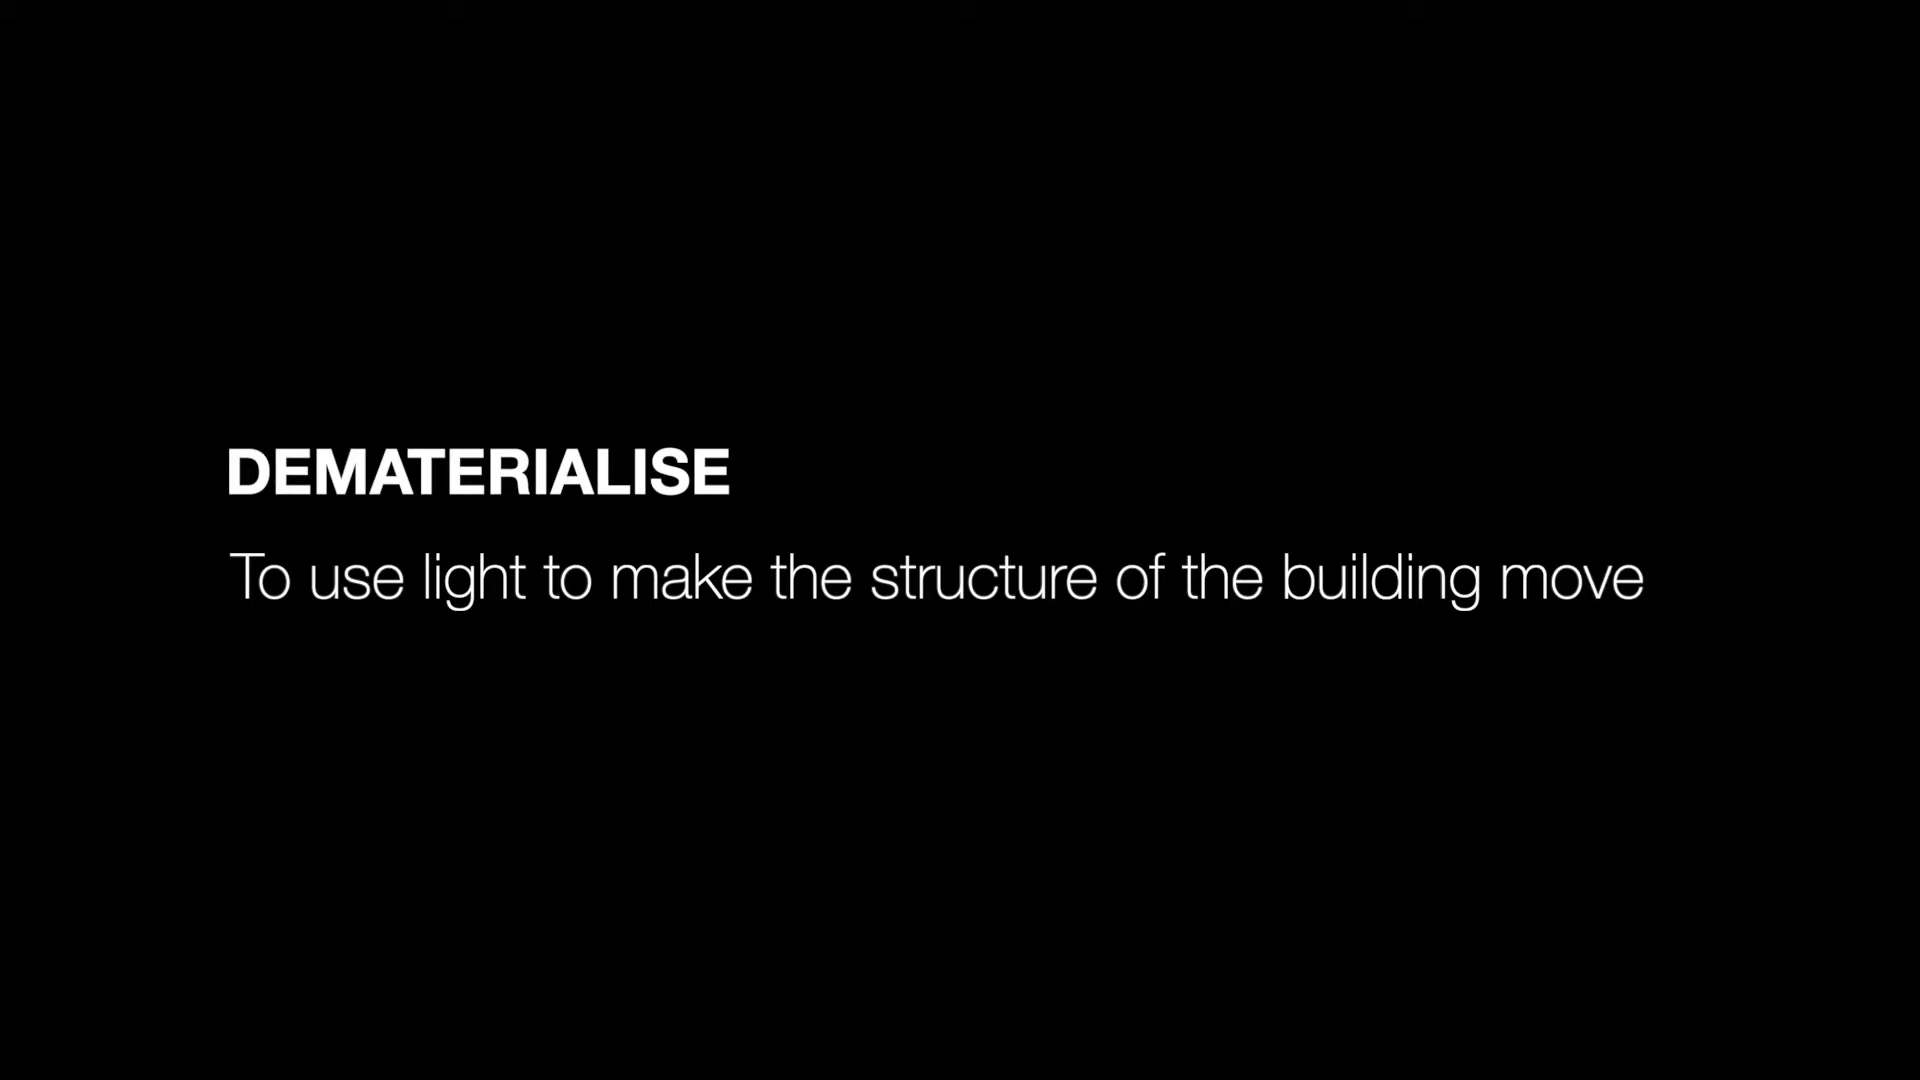 DEMATERIALISE
To use light to make the structure of the building move